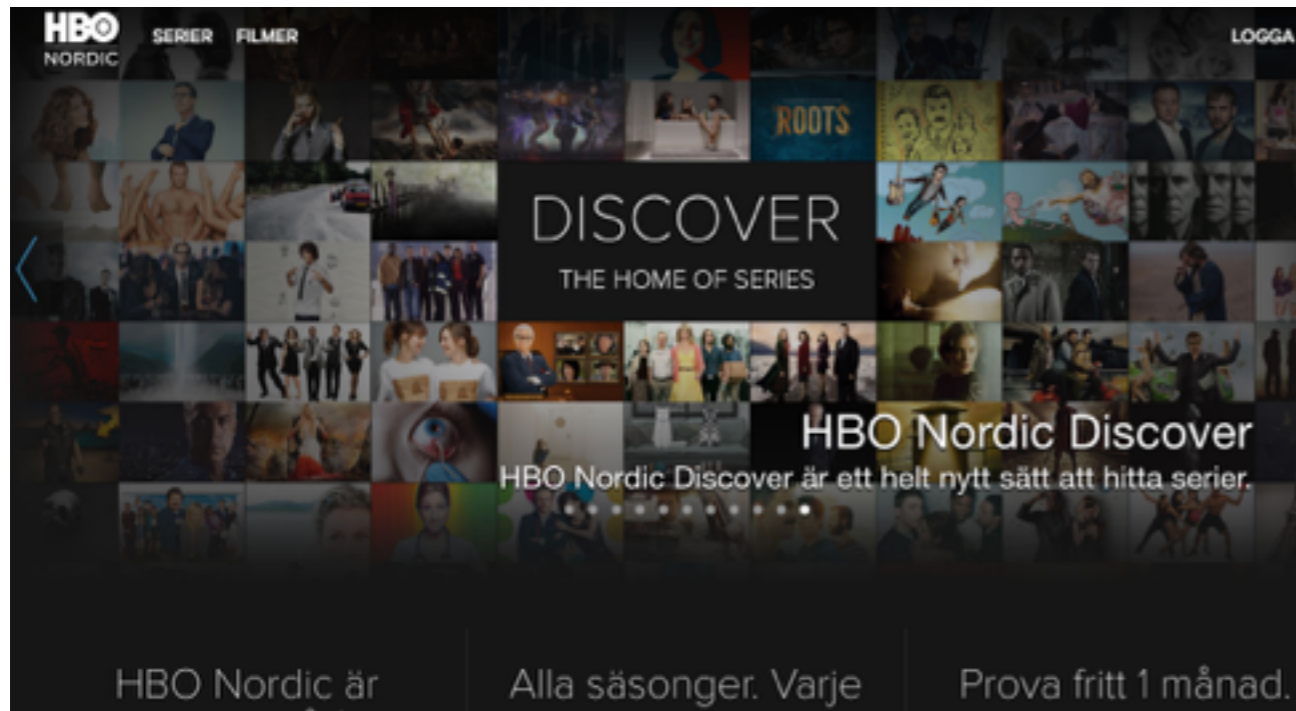 HBO
NORDIC
SERIER FILMER
LOGGA
ROOTS
DISCOVER
THE HOME OF SERIES
HBO Nordic Discover
HBO Nordic Discover är ett helt nytt sätt att hitta serier.
HBO Nordic är
Alla säsonger. Varje
Prova fritt 1 månad.